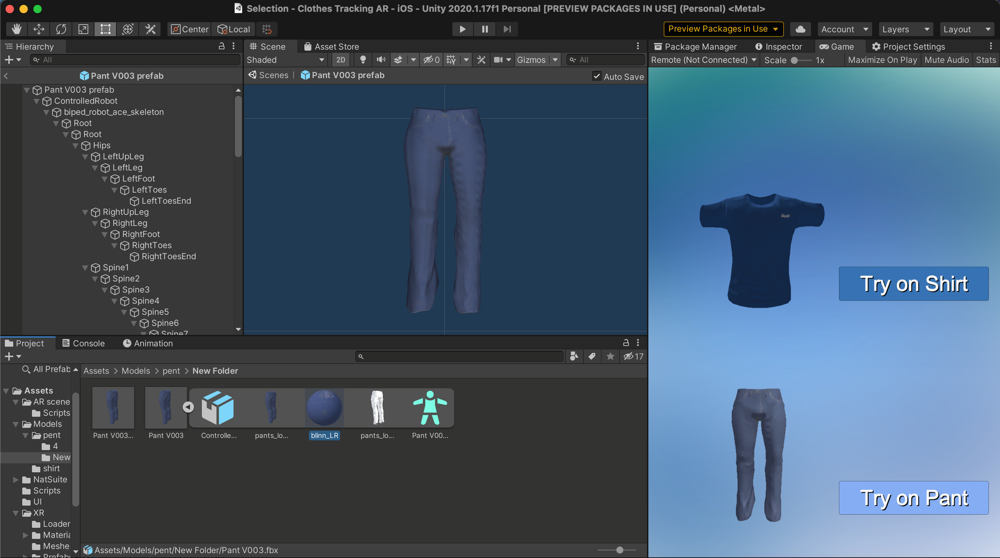 Selection - Clothes Tracking AR - iOS - Unity 2020.1.17f1 Personal [PREVIEW PACKAGES IN USE] (Personal) <Metal>
Center Local
Preview Packages in Use Account Layers Layout
Hierarchy
All
Pant V003 prefab
Pant V003 prefab
ControlledRobot
biped_robot_ace_skeleton
Root
Root
Hips
LeftUpLeg
LeftLeg
LeftFoot
LeftToes
LeftToesEnd
RightUpLeg
RightLeg
RightFoot
RightToes
RightToesEnd
Spine1
Spine2
Spine3
Spine4
Spine5
Spine6
Spine7
Scene Asset Store
Shaded 2D 0 Gizmos All
Scenes | Pant V003 prefab Auto Save
Package Manager Inspector Game Project Settings
Remote (Not Connected) Scale 1x Maximize On Play Mute Audio Stats
Try on Shirt
Try on Pant
Project Console Animation
17
All Prefab
Assets
AR scene
Scripts
Models
pent
4
New
shirt
NatSuite
Scripts
UI
XR
Loader
Materia
Meshe
Prefab
Assets > Models > pent > New Folder
Pant V003... Pant V003 Controlle... pants_lo... blinn_LR pants_lo... Pant V00...
Assets/Models/pent/New Folder/Pant V003.fbx